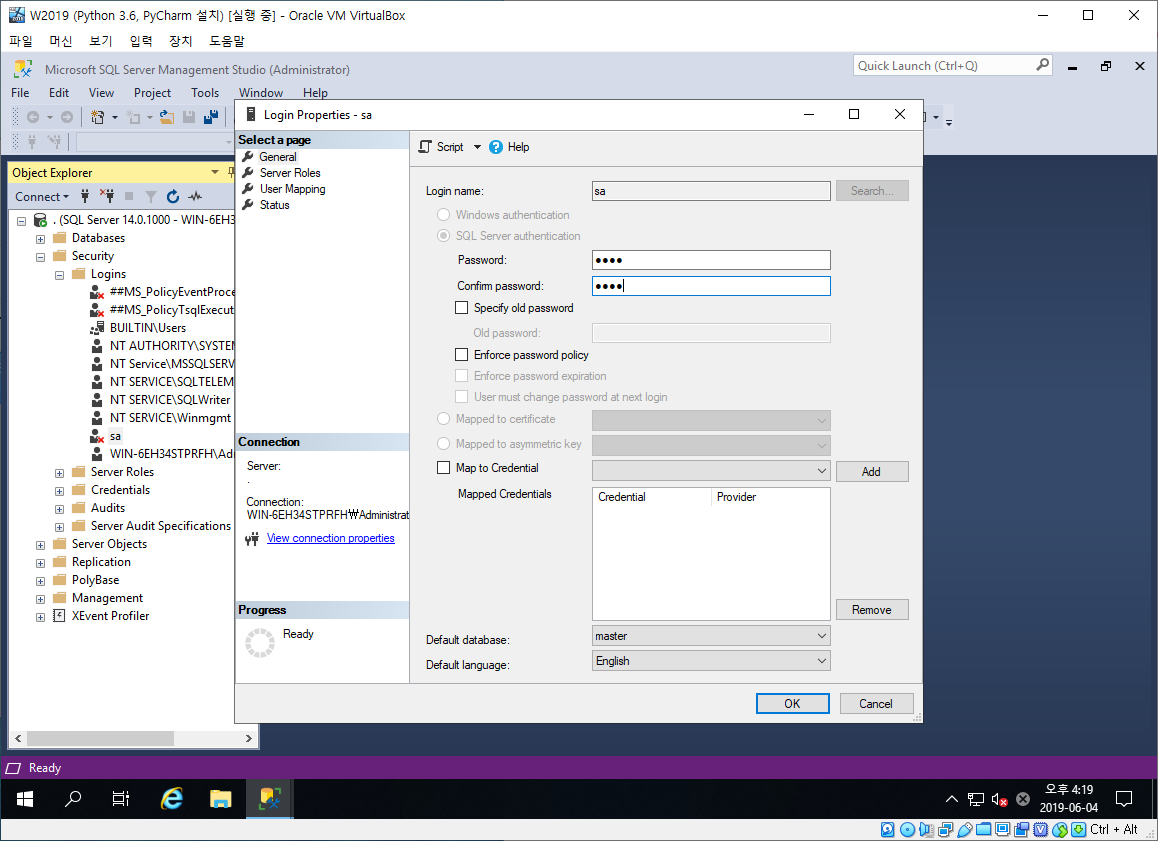 W2019 (Python 3.6, PyCharm 설치) [실행 중] - Oracle VM VirtualBox
파일 머신 보기 입력 장치 도움말
Microsoft SQL Server Management Studio (Administrator)
Quick Launch (Ctrl+Q)
File Edit View Project Tools Window Help
Object Explorer
Connect
. (SQL Server 14.0.1000 - WIN-6EH3
Databases
Security
Logins
##MS_PolicyEventProce
##MS_PolicyTsqlExecut
BUILTIN\Users
NT AUTHORITY\SYSTEM
NT Service\MSSQLSERV
NT SERVICE\SQLTELEM
NT SERVICE\SQLWriter
NT SERVICE\Winmgmt
sa
WIN-6EH34STPRFH\Adm
Server Roles
Credentials
Audits
Server Audit Specifications
Server Objects
Replication
PolyBase
Management
XEvent Profiler
Login Properties - sa
Select a page
General
Server Roles
User Mapping
Status
Connection
Server:
.
Connection:
WIN-6EH34STPRFH₩Administrat
View connection properties
Progress
Ready
Script Help
Login name: sa Search...
Windows authentication
SQL Server authentication
Password: ●●●●
Confirm password: ●●●●
Specify old password
Old password:
Enforce password policy
Enforce password expiration
User must change password at next login
Mapped to certificate
Mapped to asymmetric key
Map to Credential Add
Mapped Credentials Credential Provider
Remove
Default database: master
Default language: English
OK Cancel
Ready
오후 4:19
2019-06-04
Ctrl + Alt